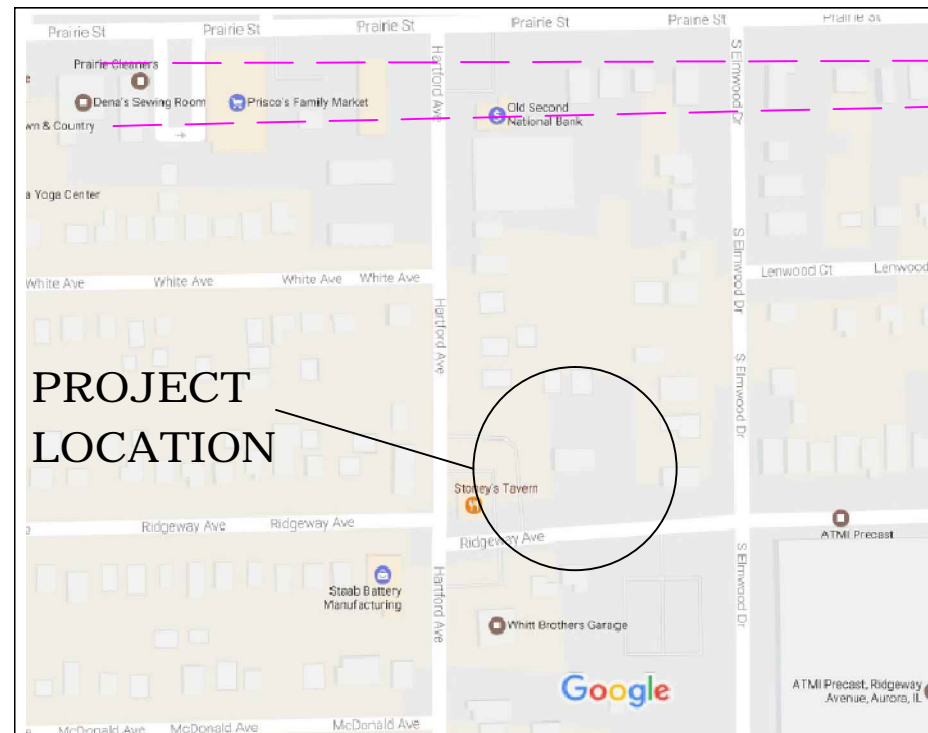 Prairie St
Prairie St
Prairie St
Prairie St
Prairie St
Prairie St
Hartford Ave
S Elmwood Dr
Prairie Cleaners
Dena's Sewing Room
Prisco's Family Market
Old Second
National Bank
wn & Country
a Yoga Center
S Elmwood Dr
White Ave
White Ave
White Ave
White Ave
Lenwood Ct
Lenwood
Hartford Ave
S Elmwood Dr
PROJECT
LOCATION
Stoney's Tavern
Ridgeway Ave
Ridgeway Ave
Ridgeway Ave
ATMI Precast
Staab Battery
Manufacturing
Hartford Ave
S Elmwood Dr
Whitt Brothers Garage
Google
ATMI Precast, Ridgeway
Avenue, Aurora, IL
McDonald Ave
McDonald Ave
McDonald Ave